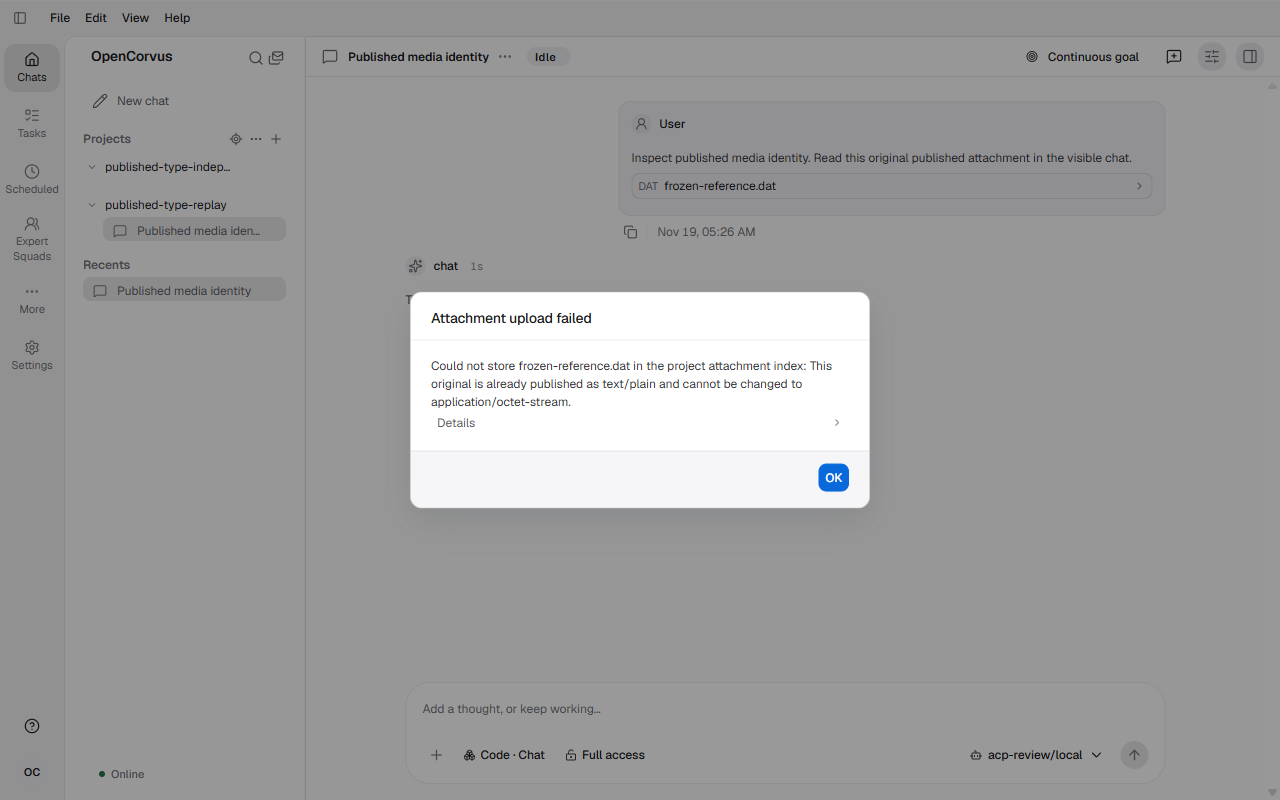 File Edit View Help
OpenCorvus
Chats
Tasks
Scheduled
Expert
Squads
More
Settings
OC
New chat
Projects
published-type-indep...
published-type-replay
Published media iden...
Recents
Published media identity
Online
Published media identity
Idle
Continuous goal
User
Inspect published media identity. Read this original published attachment in the visible chat.
DAT frozen-reference.dat
Nov 19, 05:26 AM
chat 1s
T
Attachment upload failed
Could not store frozen-reference.dat in the project attachment index: This
original is already published as text/plain and cannot be changed to
application/octet-stream.
Details
OK
Add a thought, or keep working...
Code · Chat
Full access
acp-review/local